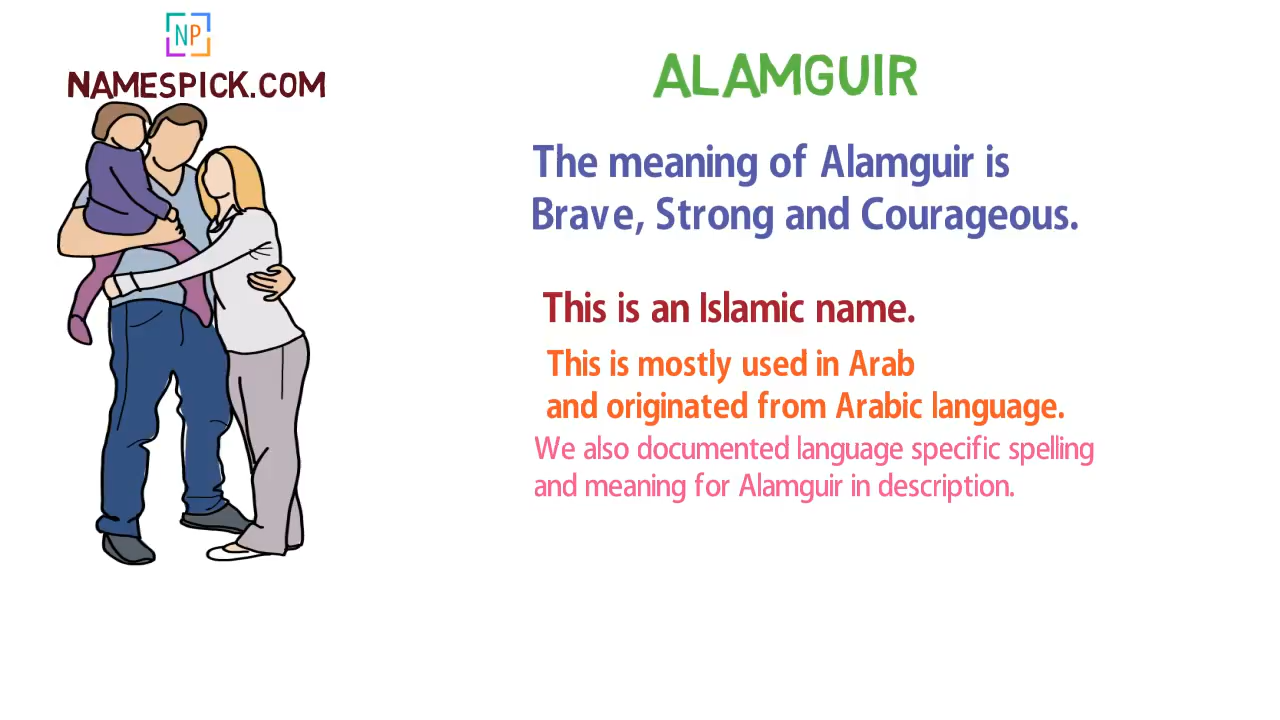 NP
NAMESPICK.COM
ALAMGUIR
The meaning of Alamguir is
Brave, Strong and Courageous.
This is an Islamic name.
This is mostly used in Arab
and originated from Arabic language.
We also documented language specific spelling
and meaning for Alamguir in description.